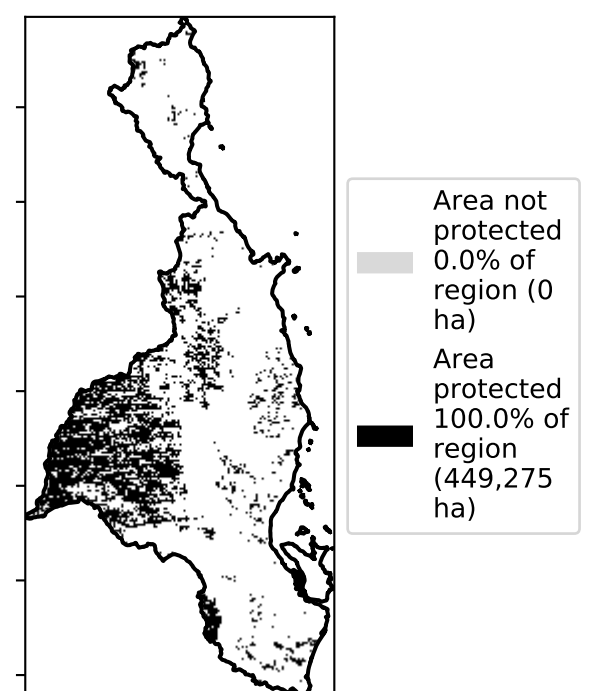 Area not
protected
0.0% of
region (0
ha)
Area
protected
100.0% of
region
(449,275
ha)